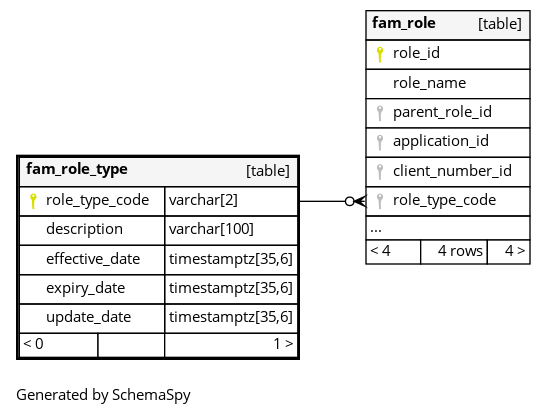 fam_role [table]
role_id
role_name
parent_role_id
application_id
client_number_id
role_type_code
...
< 4 4 rows 4 >
fam_role_type [table]
role_type_code varchar[2]
description varchar[100]
effective_date timestamptz[35,6]
expiry_date timestamptz[35,6]
update_date timestamptz[35,6]
< 0 1 >
Generated by SchemaSpy